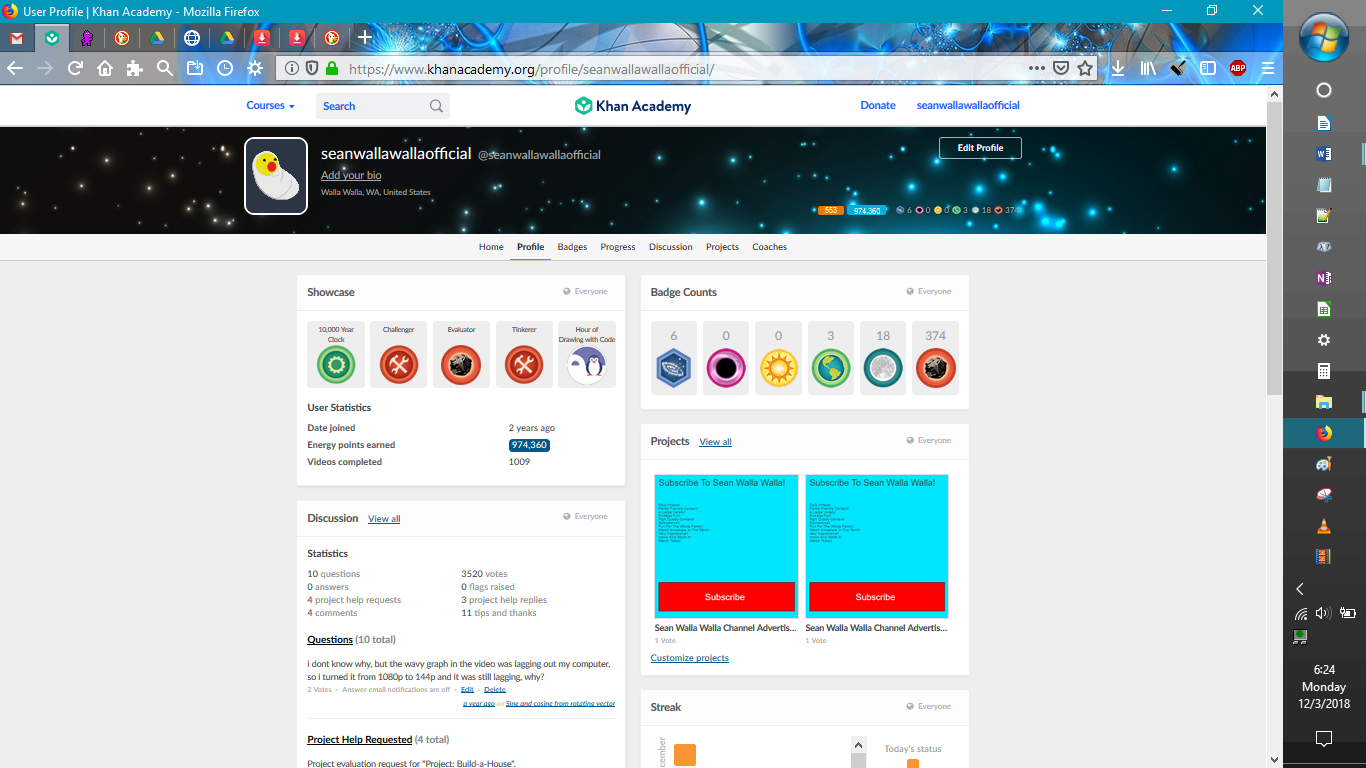 User Profile | Khan Academy - Mozilla Firefox
https://www.khanacademy.org/profile/seanwallawallaofficial/
ABP
Courses
Search
Khan Academy
Donate
seanwallawallaofficial
seanwallawallaofficial @seanwallawallaofficial
Add your bio
Walla Walla, WA, United States
Edit Profile
553 974,360 6 0 0 3 18 374
Home Profile Badges Progress Discussion Projects Coaches
Showcase
Everyone
10,000 Year
Clock
Challenger
Evaluator
Tinkerer
Hour of
Drawing with Code
User Statistics
Date joined 2 years ago
Energy points earned 974,360
Videos completed 1009
Discussion View all
Everyone
Statistics
10 questions 3520 votes
0 answers 0 flags raised
4 project help requests 3 project help replies
4 comments 11 tips and thanks
Questions (10 total)
i dont know why, but the wavy graph in the video was lagging out my computer,
so i turned it from 1080p to 144p and it was still lagging, why?
2 Votes • Answer email notifications are off • Edit • Delete
a year ago on Sine and cosine from rotating vector
Project Help Requested (4 total)
Project evaluation request for "Project: Build-a-House".
Badge Counts
Everyone
6 0 0 3 18 374
Projects View all
Everyone
Subscribe To Sean Walla Walla!
Subscribe
Sean Walla Walla Channel Advertis...
1 Vote
Subscribe To Sean Walla Walla!
Subscribe
Sean Walla Walla Channel Advertis...
1 Vote
Customize projects
Streak
Everyone
Today's status
6:24
Monday
12/3/2018